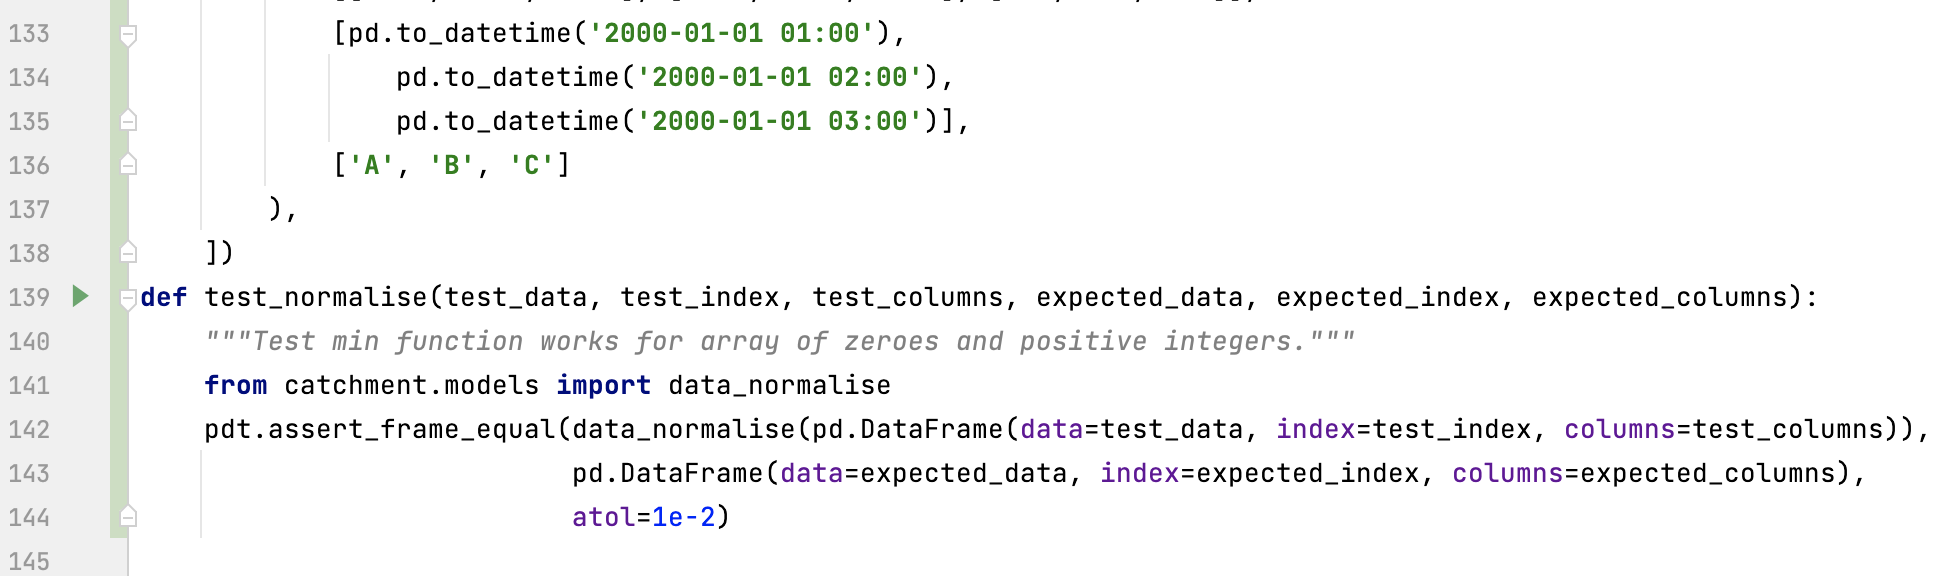 133 [pd.to_datetime('2000-01-01 01:00'),
134 pd.to_datetime('2000-01-01 02:00'),
135 pd.to_datetime('2000-01-01 03:00')],
136 ['A', 'B', 'C']
137 ),
138 ])
139 def test_normalise(test_data, test_index, test_columns, expected_data, expected_index, expected_columns):
140 """Test min function works for array of zeroes and positive integers."""
141 from catchment.models import data_normalise
142 pdt.assert_frame_equal(data_normalise(pd.DataFrame(data=test_data, index=test_index, columns=test_columns)),
143 pd.DataFrame(data=expected_data, index=expected_index, columns=expected_columns),
144 atol=1e-2)
145